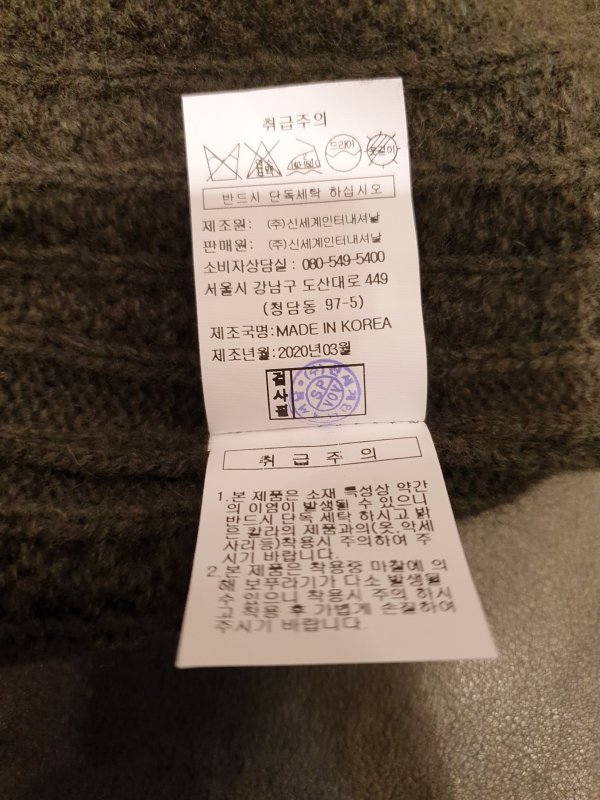 취급주의
드라이
반드시 단독세탁 하십시오
제조원: (주)신세계인터내셔날
판매원: (주)신세계인터내셔날
소비자상담실 : 080-549-5400
서울시 강남구 도산대로 449
(청담동 97-5)
제조국명:MADE IN KOREA
제조년월:2020년03월
검사필
SP
VOV
취 급 주 의
1.본 제품은 소재 특성상 약간
의 이염이 발생될 수 있으니
반드시 단독 세탁 하시고 밝
은 칼라의 제품과의(옷,악세
사리등)착용시 주의하여 주
시기 바랍니다.
2.본 제품은 착용중 마찰에 의
해 보푸라기가 다소 발생될
수 있으니 착용시 주의 하시
고 착용 후 가볍게 손질하여
주시기 바랍니다.